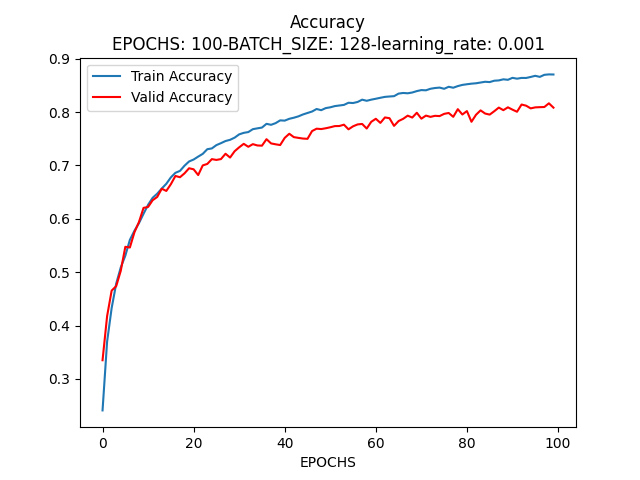 Accuracy
EPOCHS: 100-BATCH_SIZE: 128-learning_rate: 0.001
Train Accuracy
Valid Accuracy
0.9
0.8
0.7
0.6
0.5
0.4
0.3
0 20 40 60 80 100
EPOCHS